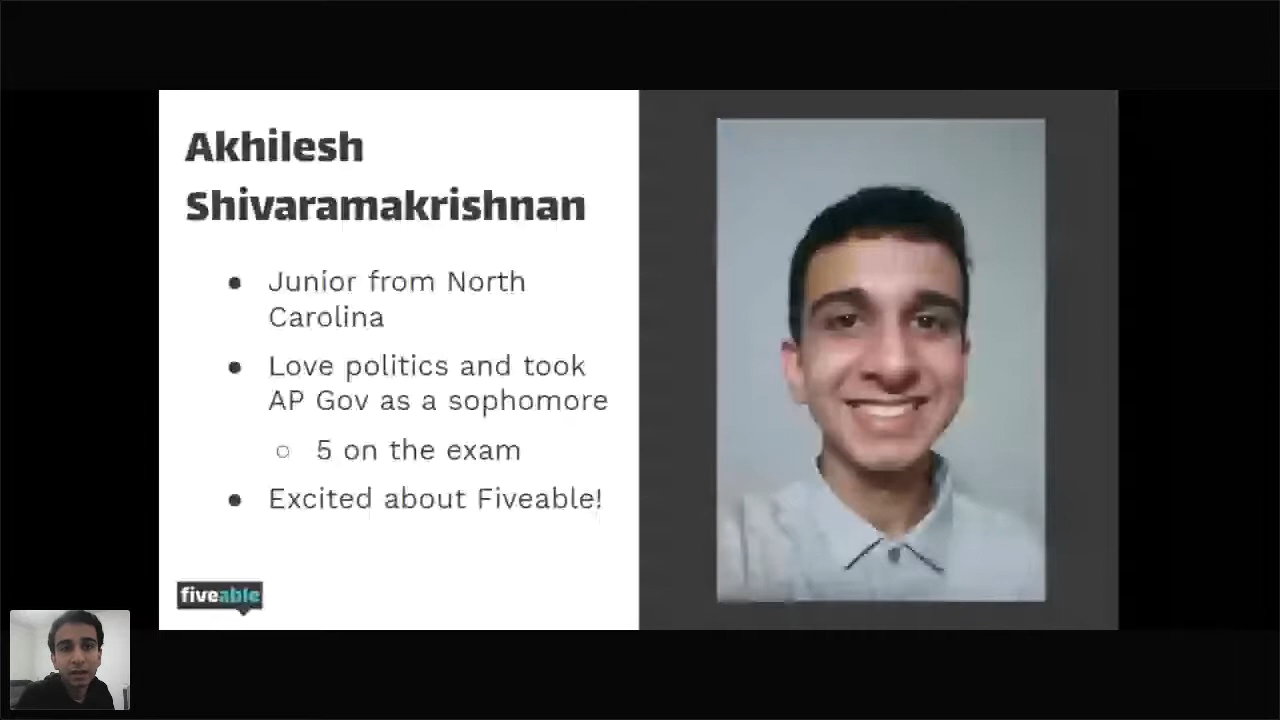 Akhilesh
Shivaramakrishnan
● Junior from North
Carolina
● Love politics and took
AP Gov as a sophomore
○ 5 on the exam
● Excited about Fiveable!
fiveable